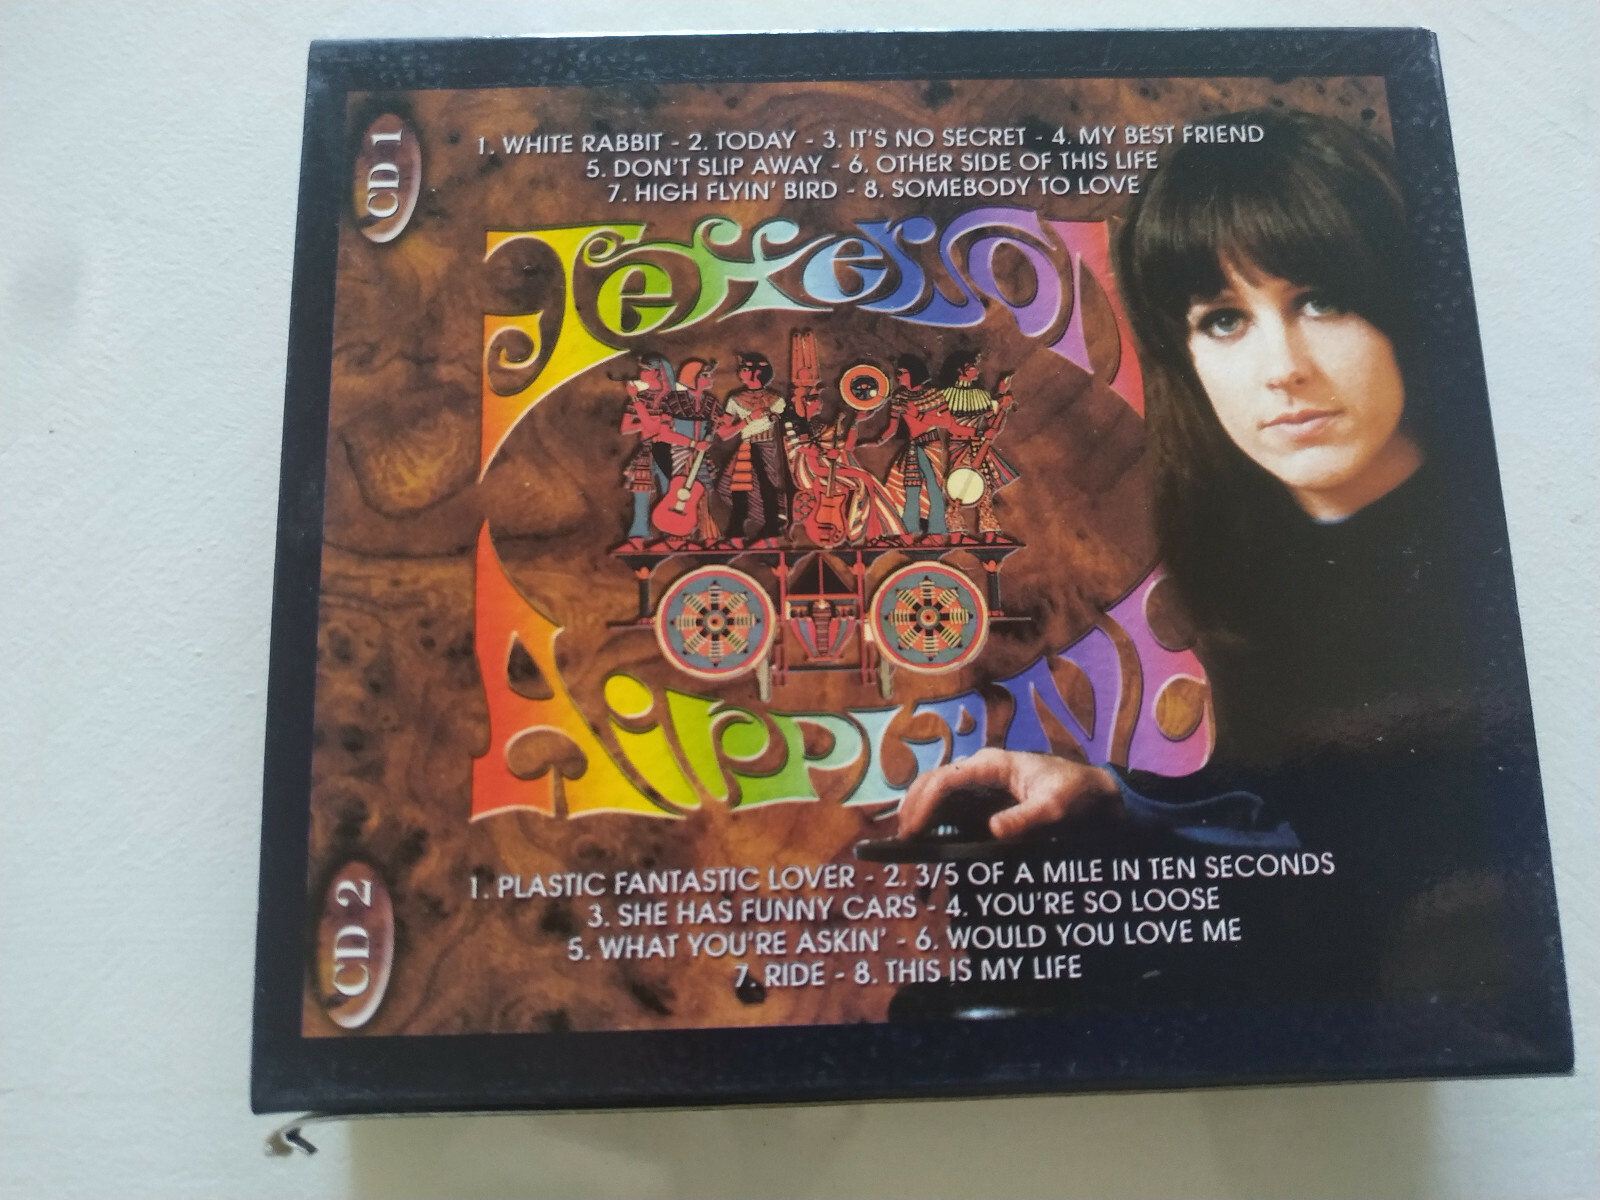 CD 1
1. WHITE RABBIT - 2. TODAY - 3. IT'S NO SECRET - 4. MY BEST FRIEND
5. DON'T SLIP AWAY - 6. OTHER SIDE OF THIS LIFE
7. HIGH FLYIN' BIRD - 8. SOMEBODY TO LOVE
JeffeRSON
AiRPLANE
CD 2
1. PLASTIC FANTASTIC LOVER - 2. 3/5 OF A MILE IN TEN SECONDS
3. SHE HAS FUNNY CARS - 4. YOU'RE SO LOOSE
5. WHAT YOU'RE ASKIN' - 6. WOULD YOU LOVE ME
7. RIDE - 8. THIS IS MY LIFE